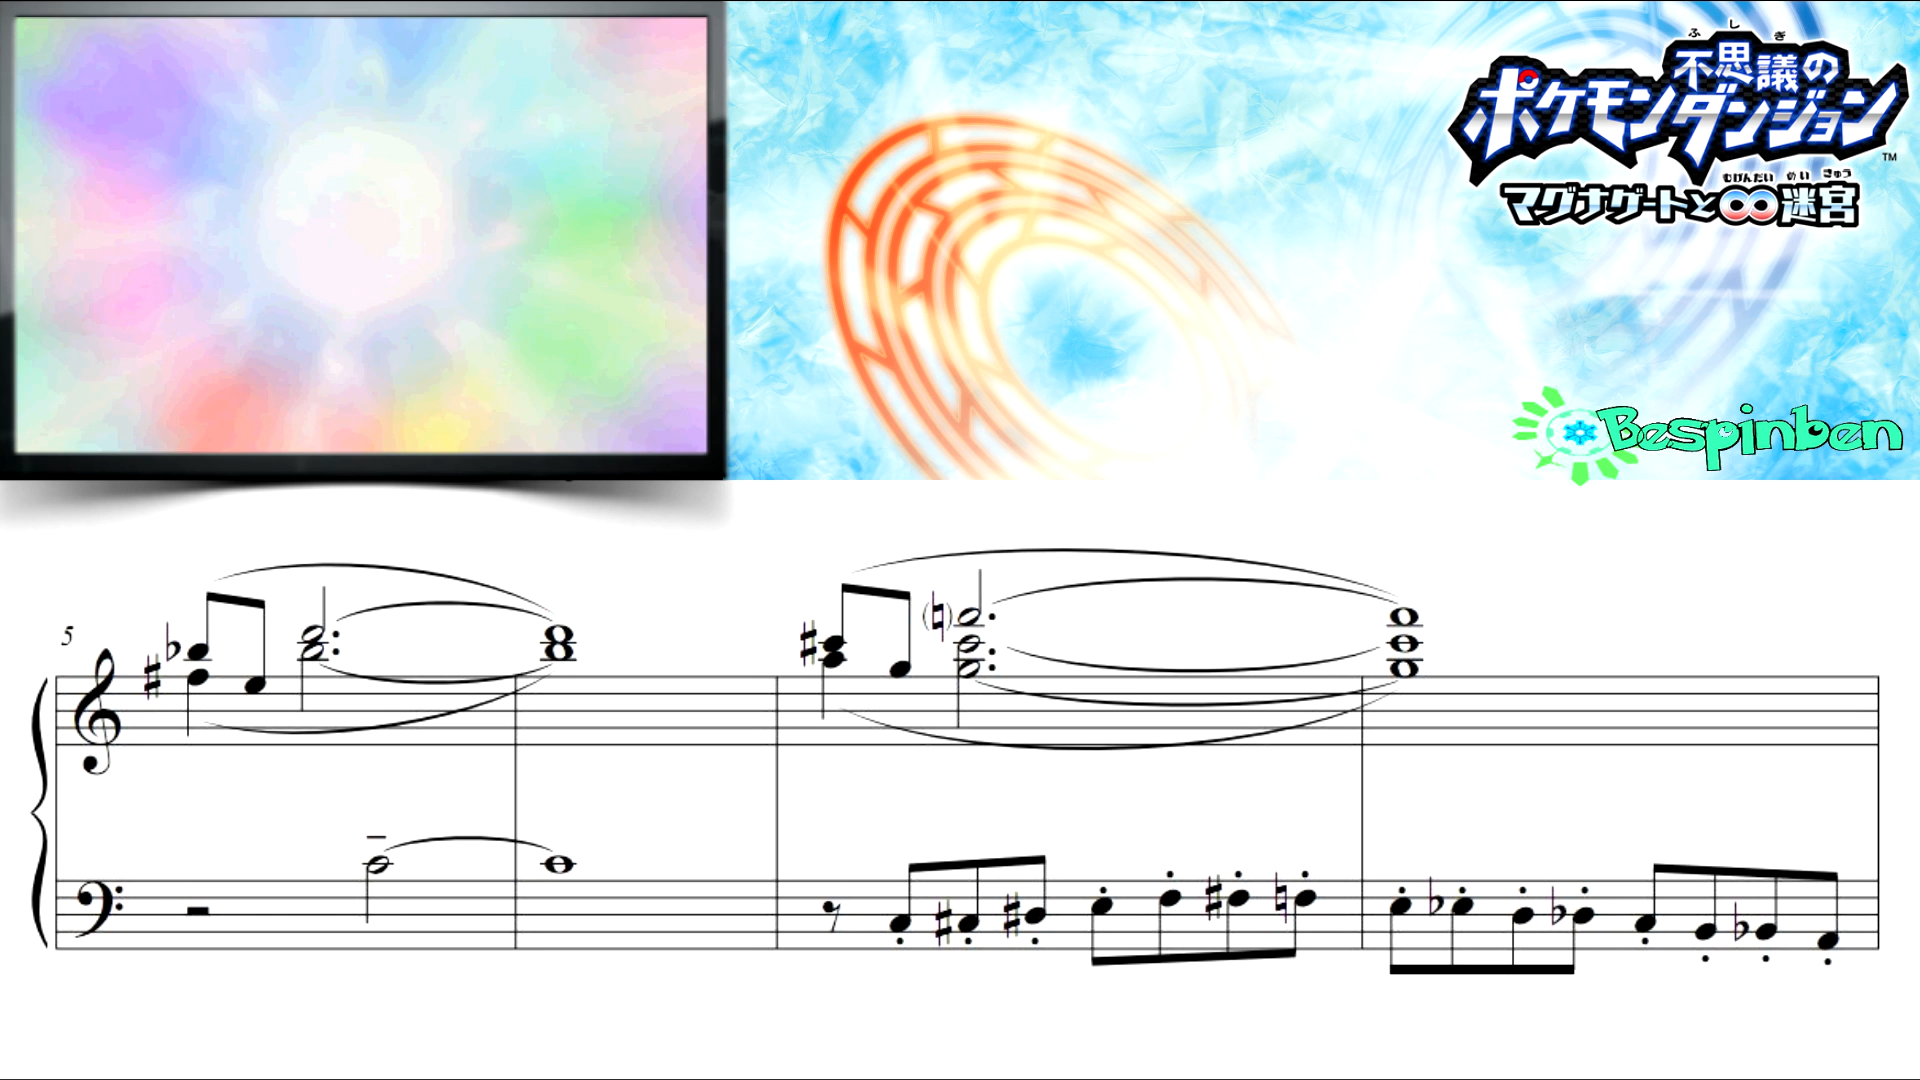 ふしぎ
不思議の
ポケモンダンジョン
TM
むげんだい めいきゅう
マグナゲートと∞迷宮
Bespinben
5